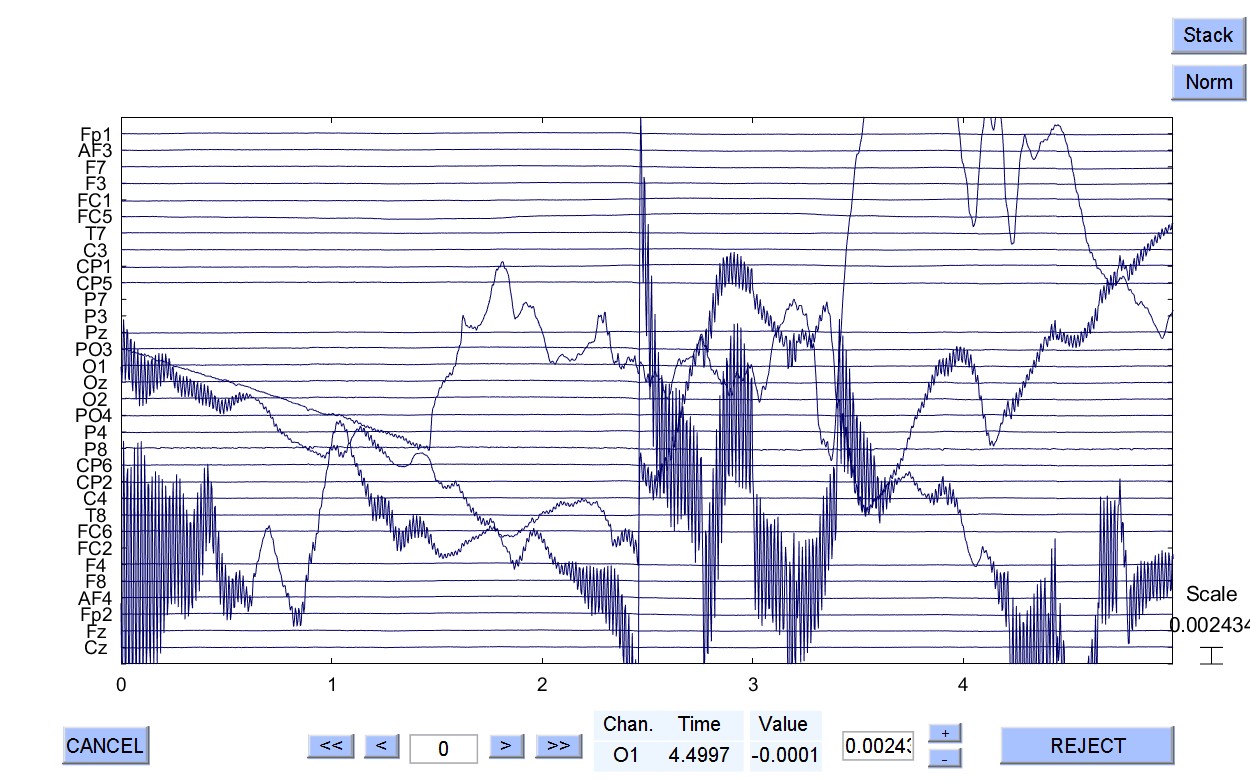 Stack
Norm
Fp1
AF3
F7
F3
FC1
FC5
T7
C3
CP1
CP5
P7
P3
Pz
PO3
O1
Oz
O2
PO4
P4
P8
CP6
CP2
C4
T8
FC6
FC2
F4
F8
AF4
Fp2
Fz
Cz
Scale
0.002434
0 1 2 3 4
Chan. Time Value
CANCEL << < 0 > >> O1 4.4997 -0.0001 0.0024 + - REJECT